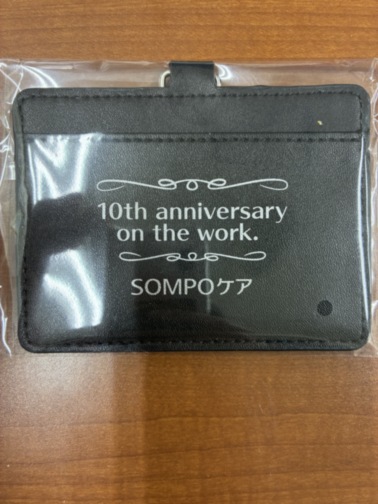 10th anniversary
on the work.
SOMPOケア